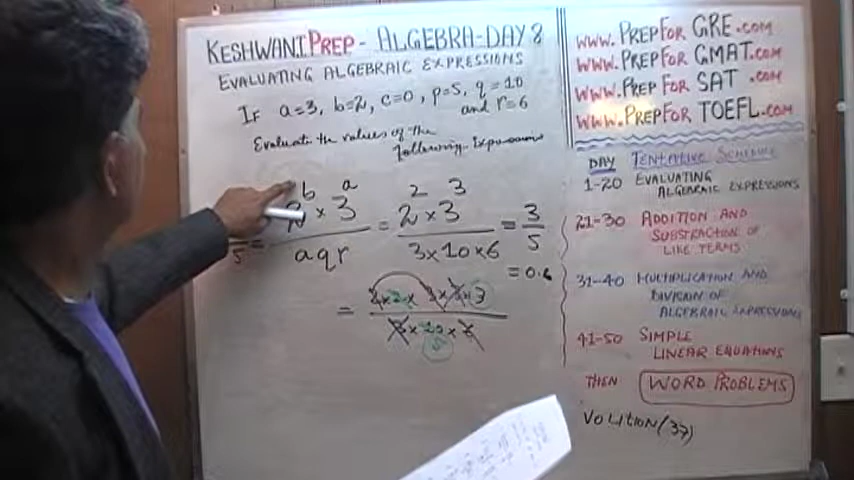 KESHWANI PREP - ALGEBRA - DAY 8
EVALUATING ALGEBRAIC EXPRESSIONS
IF a=3, b=2, c=0, p=5, q=10
and r=6
Evaluate the values of the
following Expressions
b a 2 3
2 × 3 = 2 × 3 = 3
5 = aqr 3×10×6 5
= 0.6
=
www.PREPFOR GRE.COM
www.PREPFOR GMAT.COM
www.PREPFOR SAT.COM
www.PREPFOR TOEFL.COM
DAY TENTATIVE SCHEDULE
1-20 EVALUATING
ALGEBRAIC EXPRESSIONS
21-30 ADDITION AND
SUBSTRACTION OF
LIKE TERMS
31-40 MULTIPLICATION AND
DIVISION OF
ALGEBRAIC EXPRESSIONS
41-50 SIMPLE
LINEAR EQUATIONS
THEN WORD PROBLEMS
VOLITION (37)